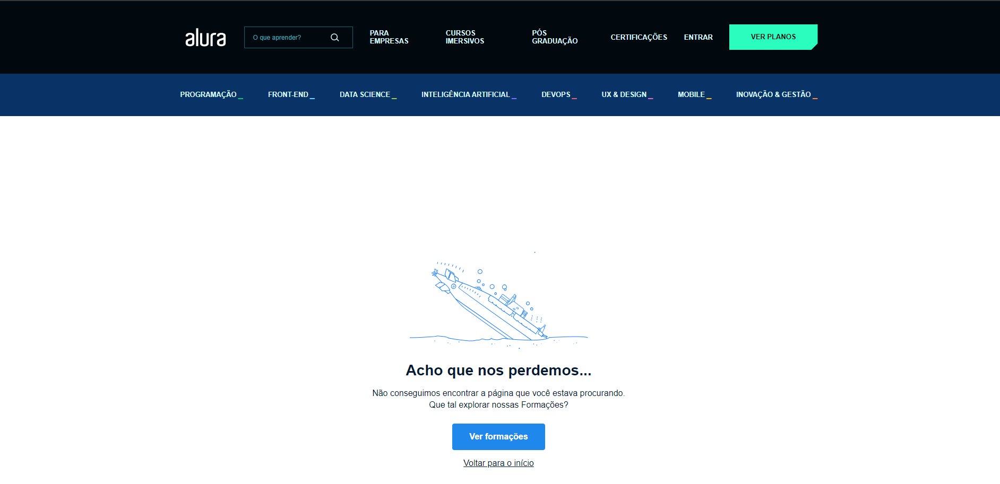 alura
O que aprender?
PARA
EMPRESAS
CURSOS
IMERSIVOS
PÓS
GRADUAÇÃO
CERTIFICAÇÕES
ENTRAR
VER PLANOS
PROGRAMAÇÃO_
FRONT-END_
DATA SCIENCE_
INTELIGÊNCIA ARTIFICIAL_
DEVOPS_
UX & DESIGN_
MOBILE_
INOVAÇÃO & GESTÃO_
Acho que nos perdemos...
Não conseguimos encontrar a página que você estava procurando.
Que tal explorar nossas Formações?
Ver formações
Voltar para o início